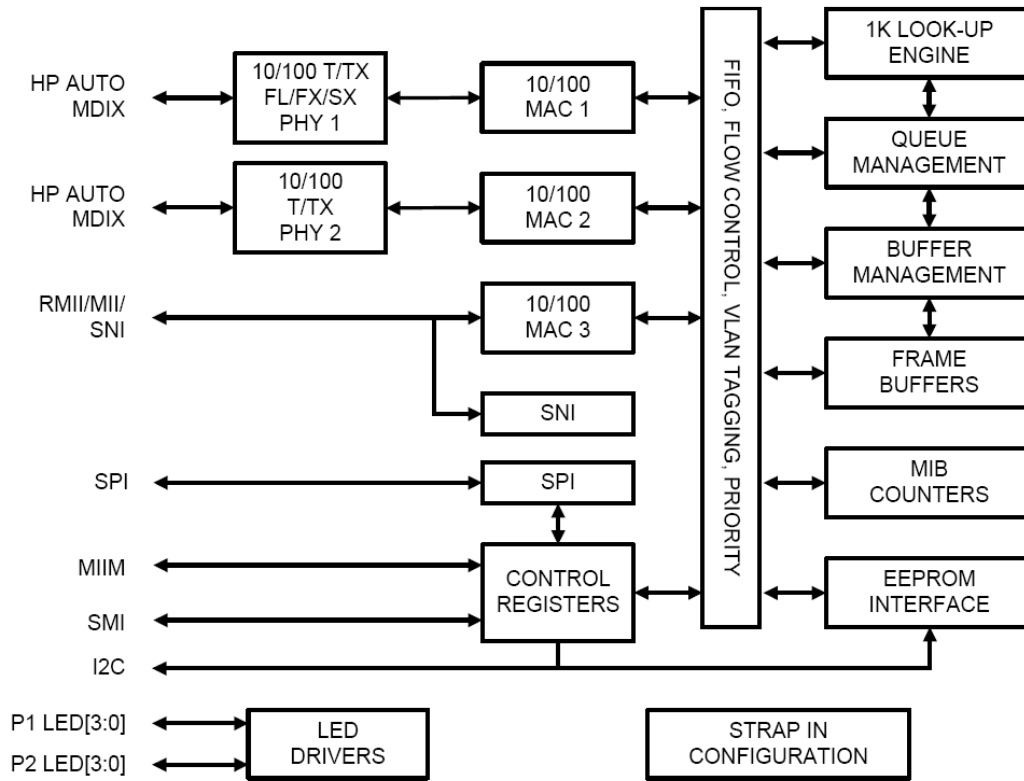 HP AUTO
MDIX
10/100 T/TX
FL/FX/SX
PHY 1
10/100
MAC 1
HP AUTO
MDIX
10/100
T/TX
PHY 2
10/100
MAC 2
RMII/MII/
SNI
10/100
MAC 3
SNI
SPI
SPI
MIIM
SMI
CONTROL
REGISTERS
I2C
P1 LED[3:0]
P2 LED[3:0]
LED
DRIVERS
FIFO, FLOW CONTROL, VLAN TAGGING, PRIORITY
1K LOOK-UP
ENGINE
QUEUE
MANAGEMENT
BUFFER
MANAGEMENT
FRAME
BUFFERS
MIB
COUNTERS
EEPROM
INTERFACE
STRAP IN
CONFIGURATION